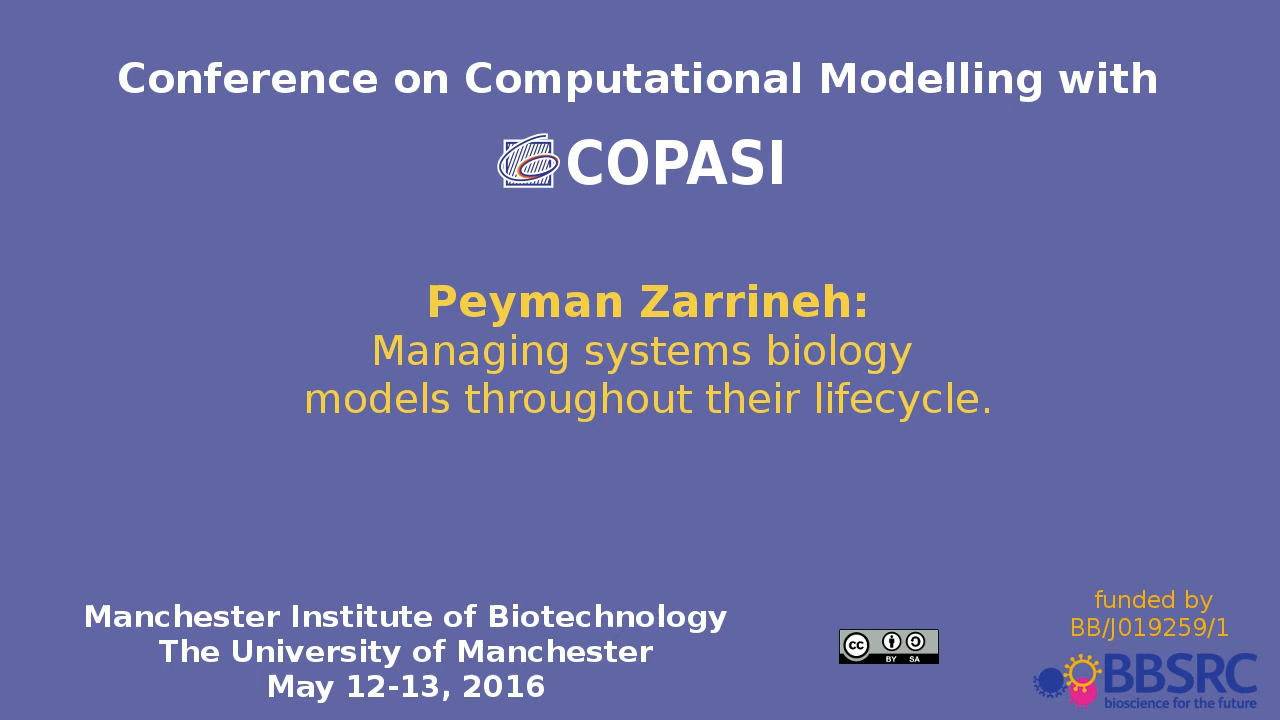 Conference on Computational Modelling with
COPASI
Peyman Zarrineh:
Managing systems biology
models throughout their lifecycle.
Manchester Institute of Biotechnology
The University of Manchester
May 12-13, 2016
cc
BY SA
funded by
BB/J019259/1
BBSRC
bioscience for the future